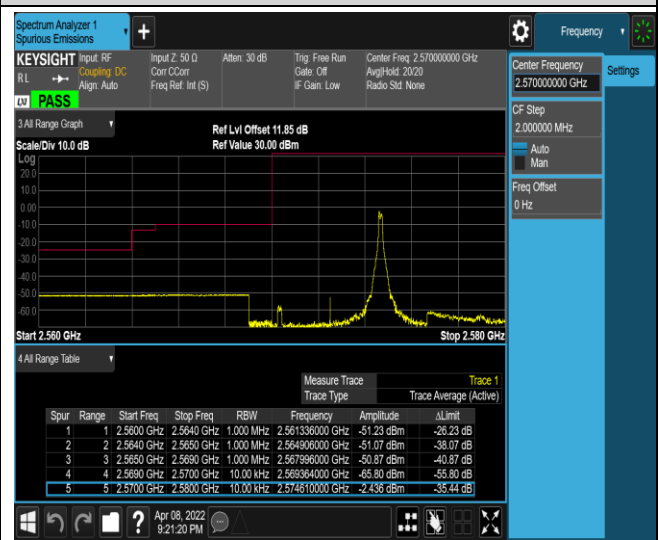 Spectrum Analyzer 1
Spurious Emissions
Frequency
KEYSIGHT Input: RF Input Z: 50 Ω Atten: 30 dB Trig: Free Run Center Freq: 2.570000000 GHz
RL Coupling: DC Corr CCorr Gate: Off Avg|Hold: 20/20
Align: Auto Freq Ref: Int (S) IF Gain: Low Radio Std: None
PASS
Center Frequency
2.570000000 GHz
Settings
CF Step
2.000000 MHz
Auto
Man
Freq Offset
0 Hz
3 All Range Graph
Ref Lvl Offset 11.85 dB
Scale/Div 10.0 dB Ref Value 30.00 dBm
Log
20.0
10.0
0.00
-10.0
-20.0
-30.0
-40.0
-50.0
-60.0
Start 2.560 GHz Stop 2.580 GHz
4 All Range Table
Measure Trace Trace 1
Trace Type Trace Average (Active)
Spur Range Start Freq Stop Freq RBW Frequency Amplitude ΔLimit
1 1 2.5600 GHz 2.5640 GHz 1.000 MHz 2.561336000 GHz -51.23 dBm -26.23 dB
2 2 2.5640 GHz 2.5650 GHz 1.000 MHz 2.564906000 GHz -51.07 dBm -38.07 dB
3 3 2.5650 GHz 2.5690 GHz 1.000 MHz 2.567996000 GHz -50.87 dBm -40.87 dB
4 4 2.5690 GHz 2.5700 GHz 10.00 kHz 2.569364000 GHz -65.80 dBm -55.80 dB
5 5 2.5700 GHz 2.5800 GHz 10.00 kHz 2.574610000 GHz -2.436 dBm -35.44 dB
Apr 08, 2022
9:21:20 PM